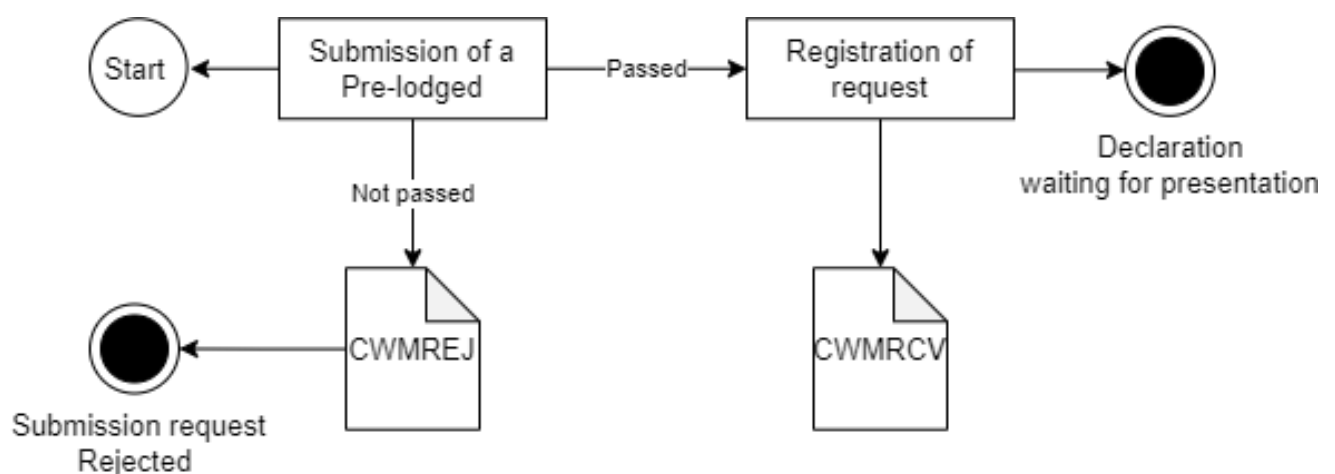 Start
Submission of a
Pre-lodged
Passed
Registration of
request
Declaration
waiting for presentation
Not passed
CWMREJ
CWMRCV
Submission request
Rejected